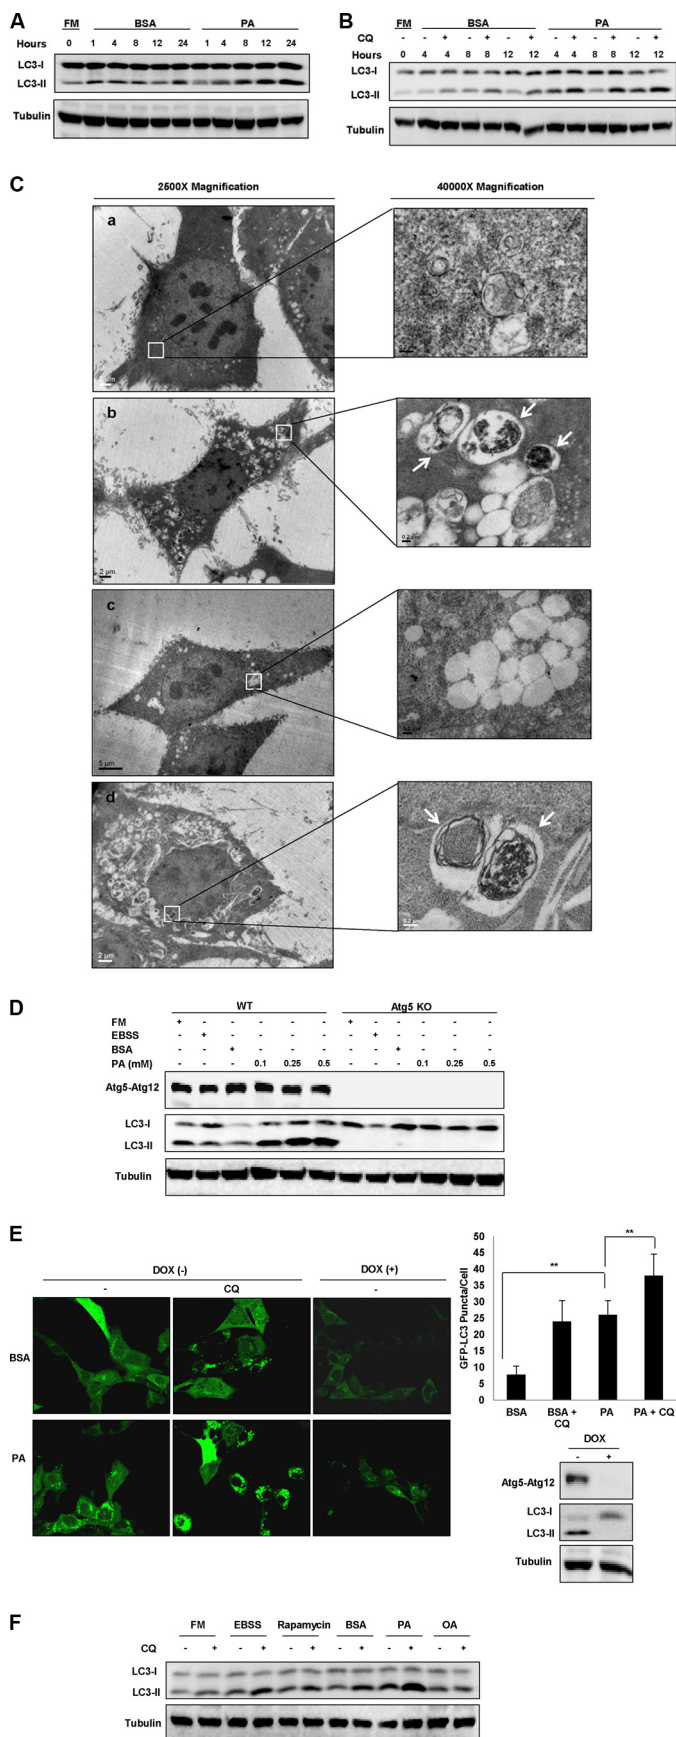 A
FM BSA PA
Hours 0 1 4 8 12 24 1 4 8 12 24
LC3-I
LC3-II
Tubulin
B
FM BSA PA
CQ - - + - + - + - + - + - +
Hours 0 4 4 8 8 12 12 4 4 8 8 12 12
LC3-I
LC3-II
Tubulin
C
2500X Magnification 40000X Magnification
a
b
2 µm
0.2 µm
c
5 µm
d
2 µm
D
WT Atg5 KO
FM + - - - - - + - - - - -
EBSS - + - - - - - + - - - -
BSA - - + - - - - - + - - -
PA (mM) - - - 0.1 0.25 0.5 - - - 0.1 0.25 0.5
Atg5-Atg12
LC3-I
LC3-II
Tubulin
E
DOX (-) DOX (+)
- CQ -
BSA
PA
GFP-LC3 Puncta/Cell
50
45
40
35
30
25
20
15
10
5
0
**
**
BSA BSA + CQ PA PA + CQ
DOX
- +
Atg5-Atg12
LC3-I
LC3-II
Tubulin
F
FM EBSS Rapamycin BSA PA OA
CQ - + - + - + - + - + - +
LC3-I
LC3-II
Tubulin